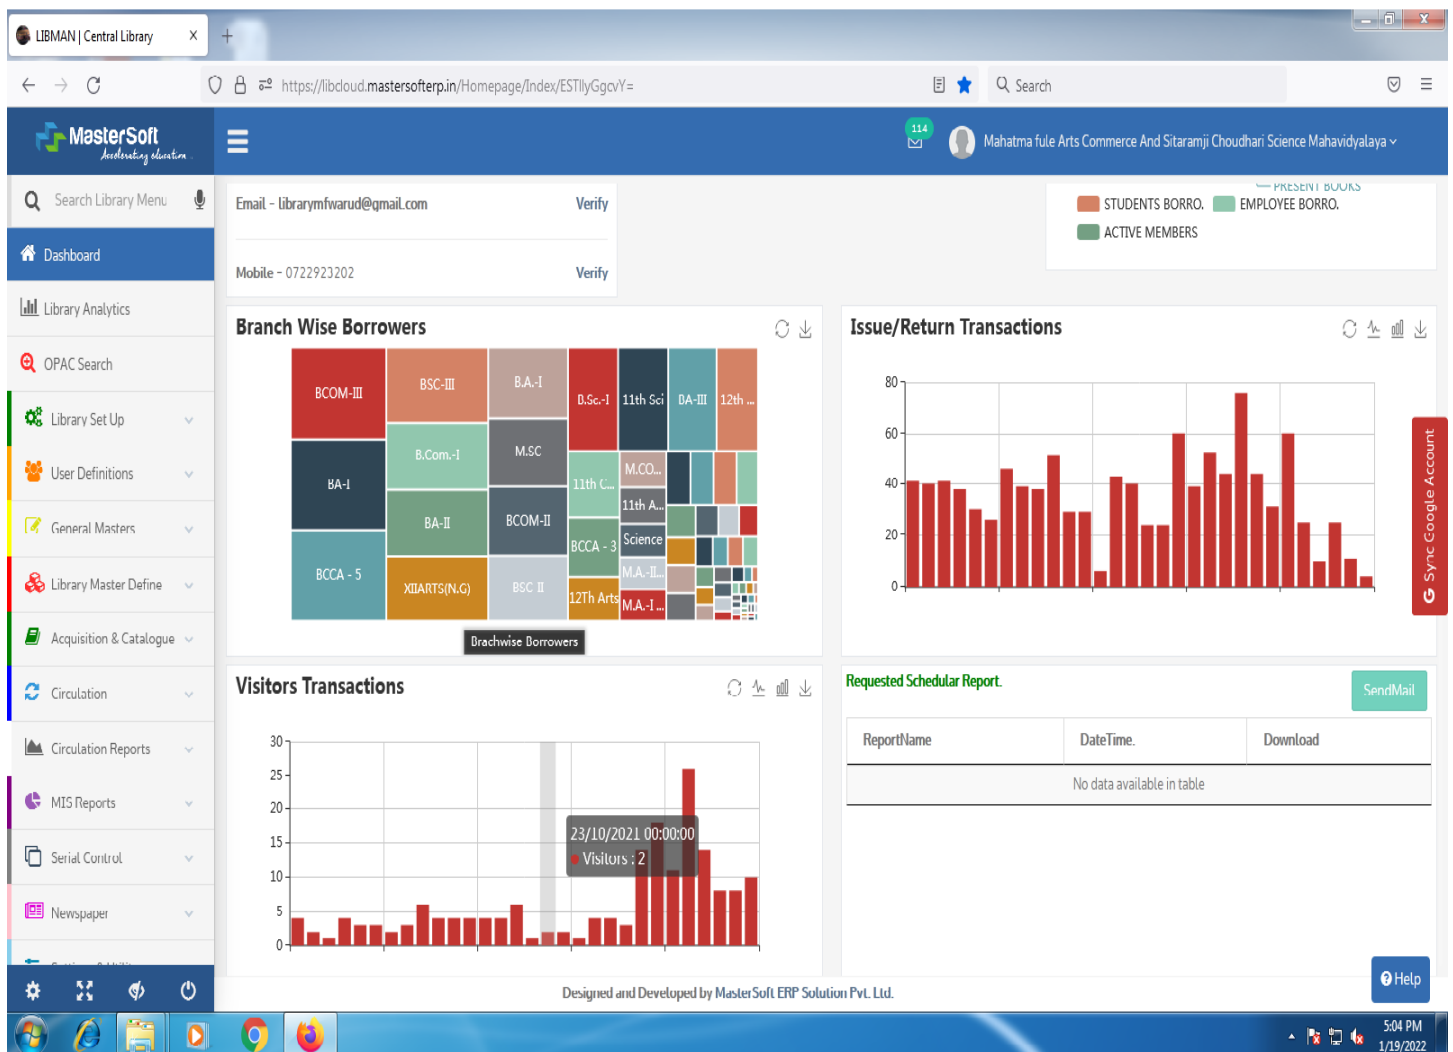 LIBMAN | Central Library
https://libcloud.mastersofterp.in/Homepage/Index/ESTIlyGgcvY=
Search
MasterSoft
Accelerating education
114
Mahatma fule Arts Commerce And Sitaramji Choudhari Science Mahavidyalaya
Search Library Menu
Dashboard
Library Analytics
OPAC Search
Library Set Up
User Definitions
General Masters
Library Master Define
Acquisition & Catalogue
Circulation
Circulation Reports
MIS Reports
Serial Control
Newspaper
Email - librarymfwarud@gmail.com Verify
Mobile - 0722923202 Verify
PRESENT BOOKS
STUDENTS BORRO. EMPLOYEE BORRO.
ACTIVE MEMBERS
Branch Wise Borrowers
BCOM-III
BSC-III
B.A.-I
B.Sc.-I
11th Sci
BA-III
12th ...
BA-I
B.Com.-I
M.SC
11th C...
M.CO...
11th A...
BA-II
BCOM-II
BCCA - 3
Science
BCCA - 5
XIIARTS(N.G)
BSC II
12Th Arts
M.A.-II...
M.A.-I ...
Brachwise Borrowers
Issue/Return Transactions
80
60
40
20
0
Sync Google Account
Visitors Transactions
30
25
20
15
10
5
0
23/10/2021 00:00:00
Visitors : 2
Requested Schedular Report.
SendMail
ReportName DateTime. Download
No data available in table
Help
Designed and Developed by MasterSoft ERP Solution Pvt. Ltd.
5:04 PM
1/19/2022